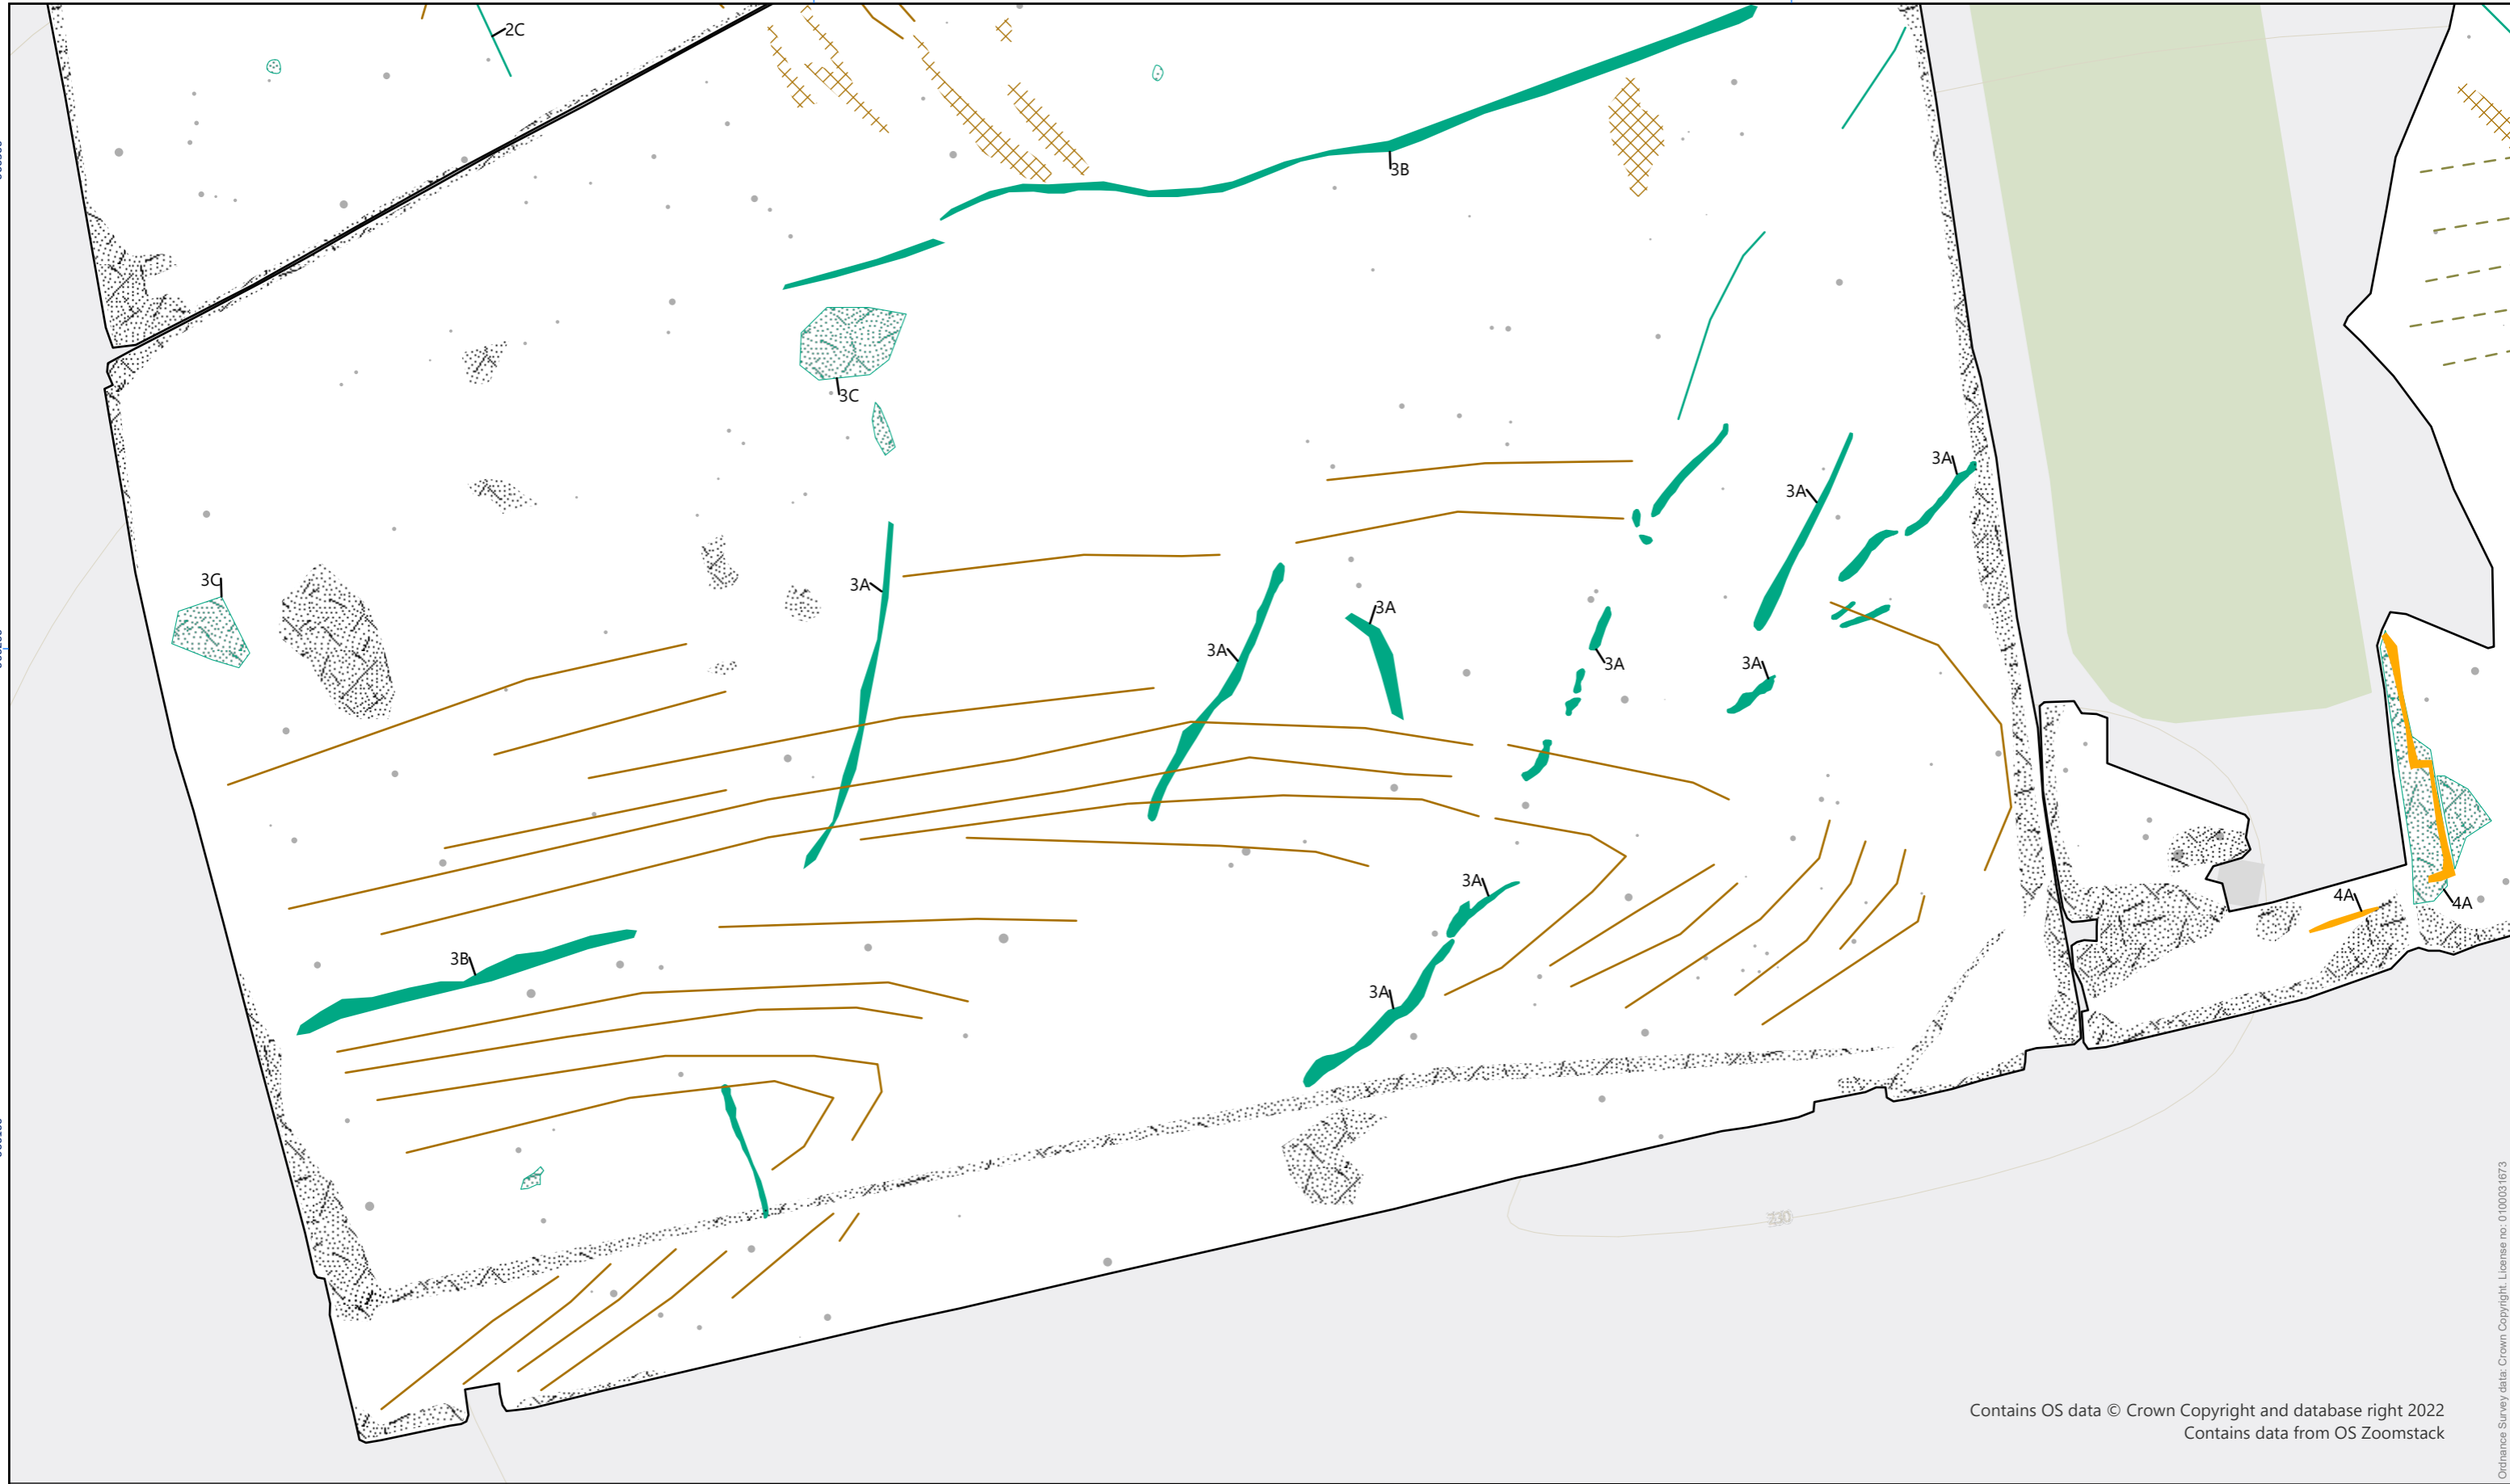 2C
3B
3C
3A
3A
3A
3C
3A
3A
3A
3A
3A
3A
4A
4A
3B
3A
Contains OS data © Crown Copyright and database right 2022
Contains data from OS Zoomstack
Ordnance Survey data: Crown Copyright. License no: 0100031673